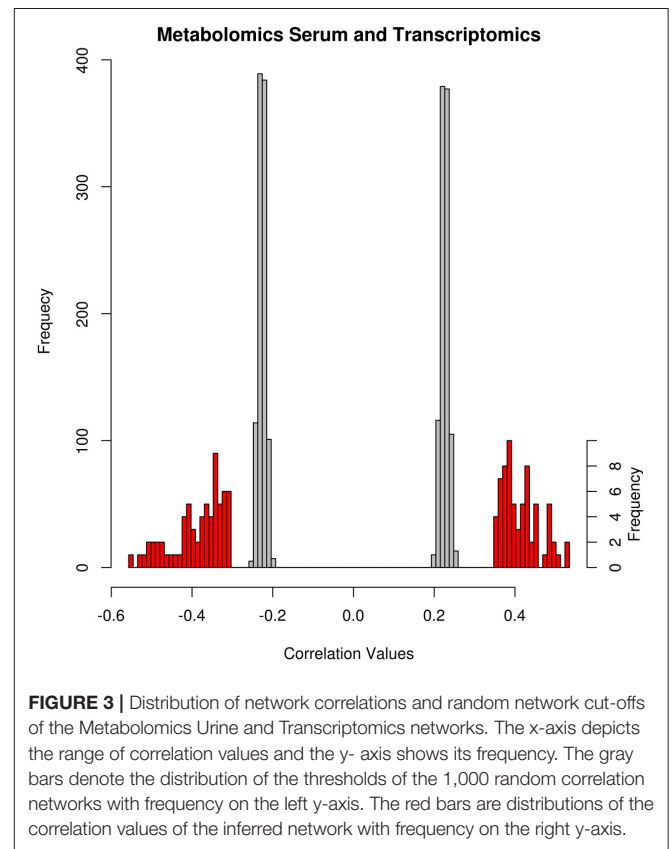 Metabolomics Serum and Transcriptomics
400
300
200
100
0
Frequecy
8
6
4
2
0
Frequency
-0.6 -0.4 -0.2 0.0 0.2 0.4
Correlation Values
FIGURE 3 | Distribution of network correlations and random network cut-offs
of the Metabolomics Urine and Transcriptomics networks. The x-axis depicts
the range of correlation values and the y- axis shows its frequency. The gray
bars denote the distribution of the thresholds of the 1,000 random correlation
networks with frequency on the left y-axis. The red bars are distributions of the
correlation values of the inferred network with frequency on the right y-axis.